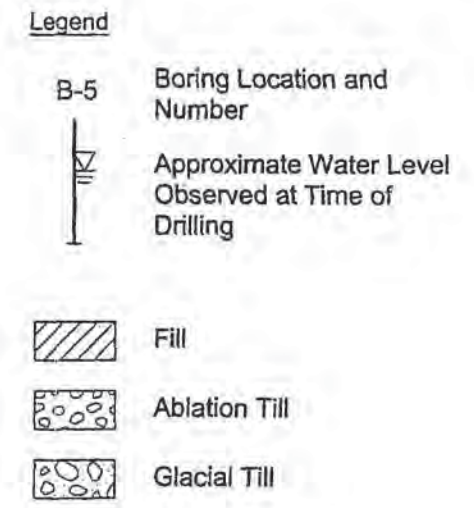 Legend
B-5
Boring Location and
Number
Approximate Water Level
Observed at Time of
Drilling
Fill
Ablation Till
Glacial Till